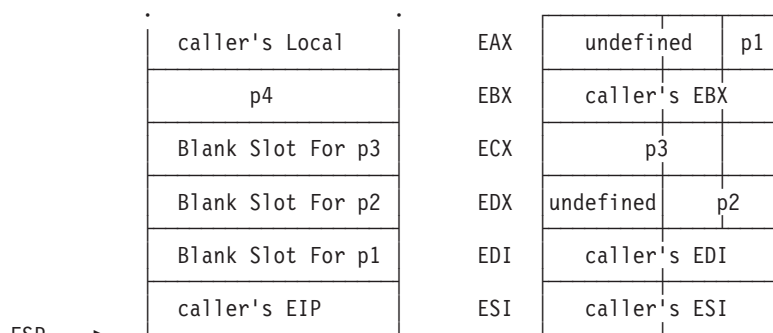 caller's Local EAX undefined p1
p4 EBX caller's EBX
Blank Slot For p3 ECX p3
Blank Slot For p2 EDX undefined p2
Blank Slot For p1 EDI caller's EDI
caller's EIP ESI caller's ESI
ESP